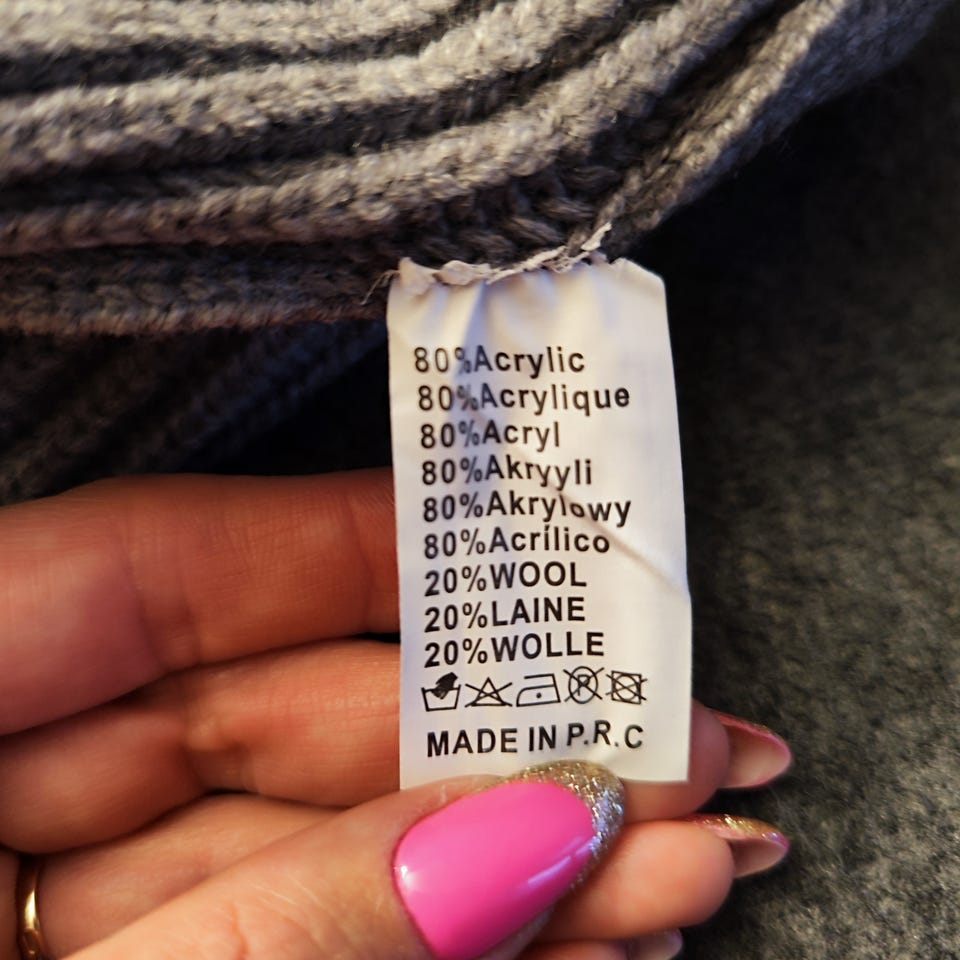 80%Acrylic
80%Acrylique
80%Acryl
80%Akryyli
80%Akrylowy
80%Acrílico
20%WOOL
20%LAINE
20%WOLLE
P
MADE IN P.R.C